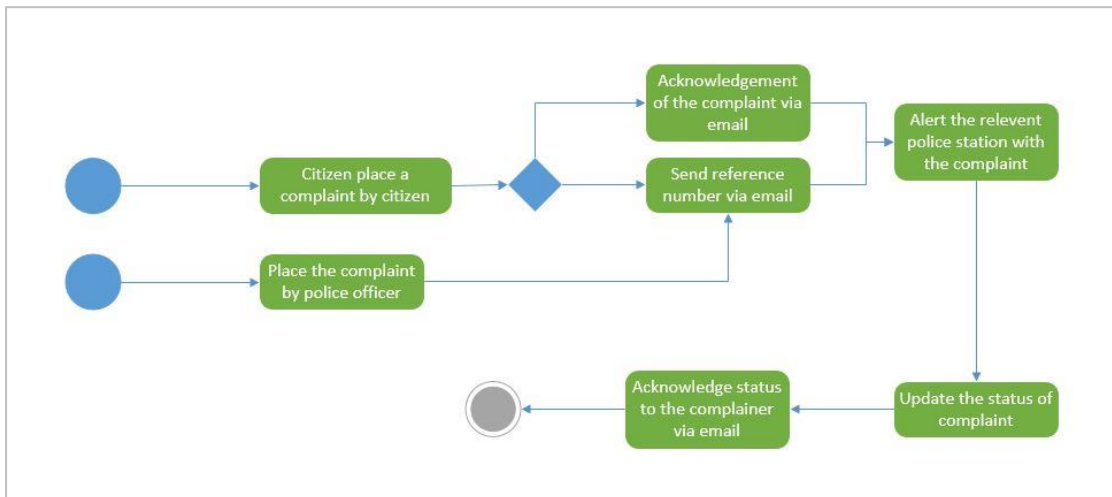 Acknowledgement
of the complaint via
email
Alert the relevent
police station with
the complaint
Citizen place a
complaint by citizen
Send reference
number via email
Place the complaint
by police officer
Acknowledge status
to the complainer
via email
Update the status of
complaint